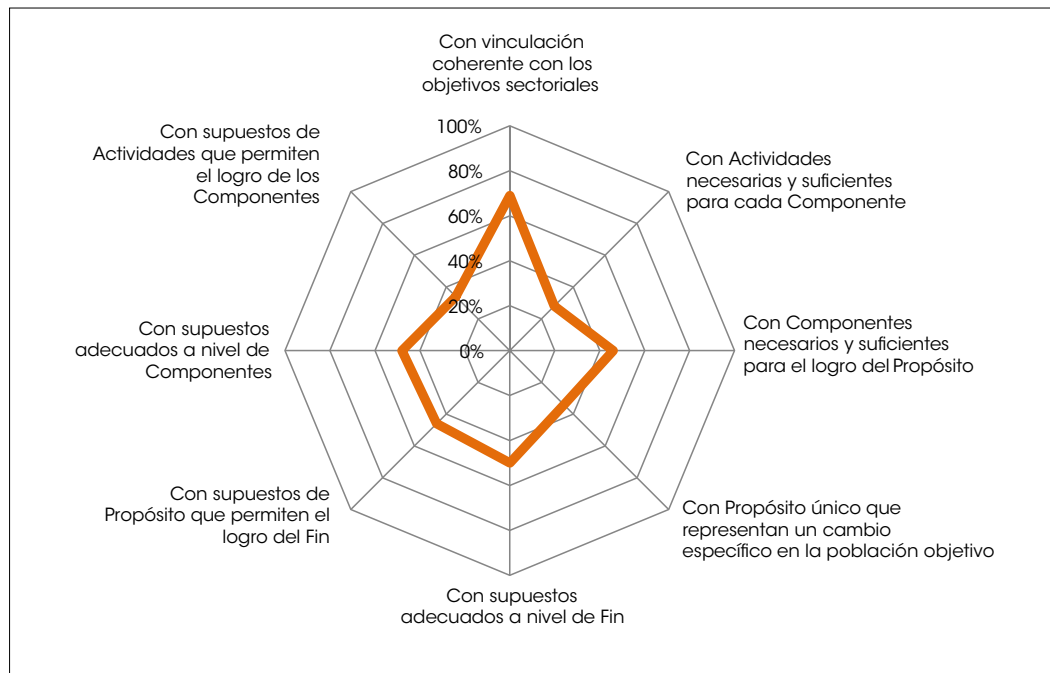 Con vinculación
coherente con los
objetivos sectoriales
Con supuestos de
Actividades que permiten
el logro de los
Componentes
100%
80%
60%
40%
20%
0%
Con Actividades
necesarias y suficientes
para cada Componente
Con supuestos
adecuados a nivel de
Componentes
Con Componentes
necesarios y suficientes
para el logro del Propósito
Con supuestos de
Propósito que permiten el
logro del Fin
Con Propósito único que
representan un cambio
específico en la población objetivo
Con supuestos
adecuados a nivel de Fin